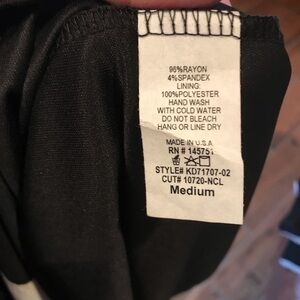 96%RAYON
4%SPANDEX
LINING:
100%POLYESTER
HAND WASH
WITH COLD WATER
DO NOT BLEACH
HANG OR LINE DRY
MADE IN U.S.A
RN # 145751
STYLE# KD71707-02
CUT# 10720-NCL
Medium